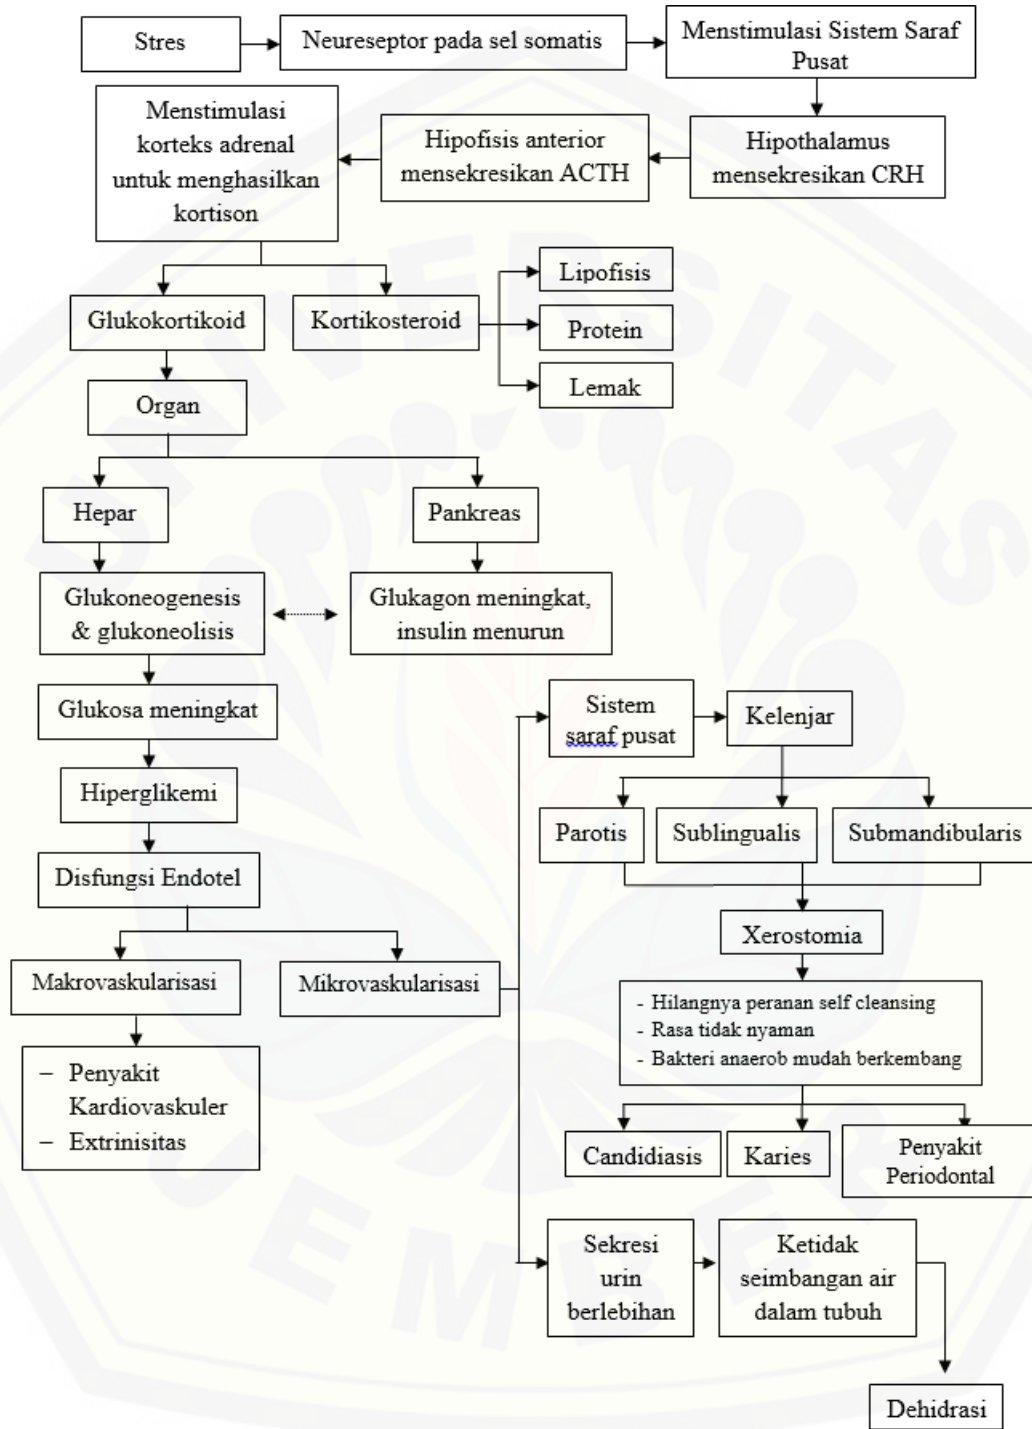 Stres
Neureseptor pada sel somatis
Menstimulasi Sistem Saraf
Pusat
Menstimulasi
korteks adrenal
untuk menghasilkan
kortison
Hipofisis anterior
mensekresikan ACTH
Hipothalamus
mensekresikan CRH
Glukokortikoid
Kortikosteroid
Lipofisis
Protein
Lemak
Organ
Hepar
Pankreas
Glukoneogenesis
& glukoneolisis
Glukagon meningkat,
insulin menurun
Glukosa meningkat
Sistem
saraf pusat
Kelenjar
Hiperglikemi
Parotis
Sublingualis
Submandibularis
Disfungsi Endotel
Xerostomia
Makrovaskularisasi
Mikrovaskularisasi
- Hilangnya peranan self cleansing
- Rasa tidak nyaman
- Bakteri anaerob mudah berkembang
– Penyakit
Kardiovaskuler
– Extrinisitas
Candidiasis
Karies
Penyakit
Periodontal
Sekresi
urin
berlebihan
Ketidak
seimbangan air
dalam tubuh
Dehidrasi
UNIVERSITAS
JEMBER